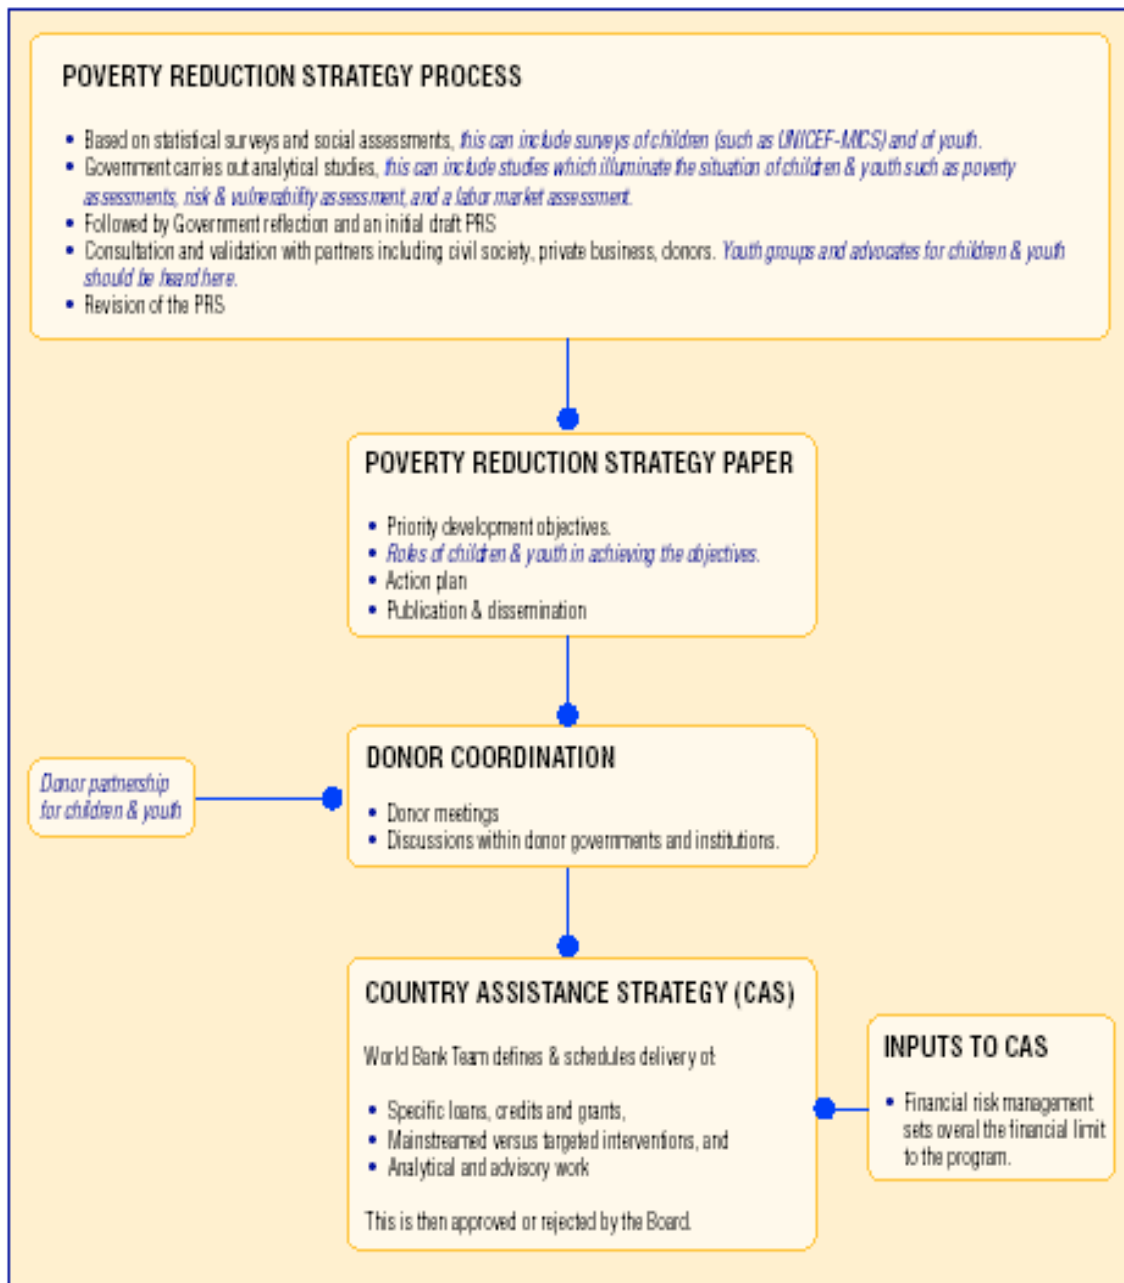 POVERTY REDUCTION STRATEGY PROCESS
• Based on statistical surveys and social assessments, this can include surveys of children (such as UNICEF-MICS) and of youth.
• Government carries out analytical studies, this can include studies which illuminate the situation of children & youth such as poverty
assessments, risk & vulnerability assessment, and a labor market assessment.
• Followed by Government reflection and an initial draft PRS
• Consultation and validation with partners including civil society, private business, donors. Youth groups and advocates for children & youth
should be heard here.
• Revision of the PRS
POVERTY REDUCTION STRATEGY PAPER
• Priority development objectives.
• Roles of children & youth in achieving the objectives.
• Action plan
• Publication & dissemination
Donor partnership
for children & youth
DONOR COORDINATION
• Donor meetings
• Discussions within donor governments and institutions.
COUNTRY ASSISTANCE STRATEGY (CAS)
World Bank Team defines & schedules delivery of:
• Specific loans, credits and grants,
• Mainstreamed versus targeted interventions, and
• Analytical and advisory work
This is then approved or rejected by the Board.
INPUTS TO CAS
• Financial risk management
sets overal the financial limit
to the program.